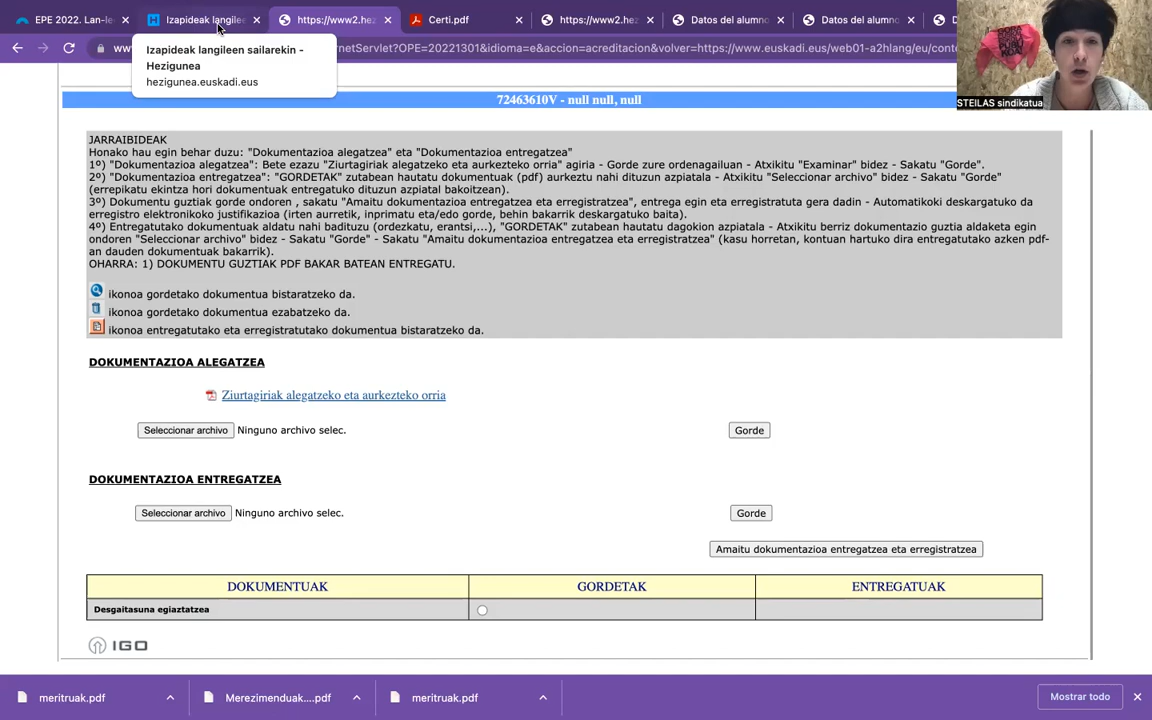 EPE 2022. Lan-le
Izapideak langilee
https://www2.hez
Certi.pdf
https://www2.hez
Datos del alumno
Datos del alumno
D
ww
rnetServlet?OPE=20221301&idioma=e&accion=acreditacion&volver=https://www.euskadi.eus/web01-a2hlang/eu/conte
Izapideak langileen sailarekin -
Hezigunea
hezigunea.euskadi.eus
STEILAS sindikatua
72463610V - null null, null
JARRAIBIDEAK
Honako hau egin behar duzu: "Dokumentazioa alegatzea" eta "Dokumentazioa entregatzea"
1º) "Dokumentazioa alegatzea": Bete ezazu "Ziurtagiriak alegatzeko eta aurkezteko orria" agiria - Gorde zure ordenagailuan - Atxikitu "Examinar" bidez - Sakatu "Gorde".
2º) "Dokumentazioa entregatzea": "GORDETAK" zutabean hautatu dokumentuak (pdf) aurkeztu nahi dituzun azpiatala - Atxikitu "Seleccionar archivo" bidez - Sakatu "Gorde"
(errepikatu ekintza hori dokumentuak entregatuko dituzun azpiatal bakoitzean).
3º) Dokumentu guztiak gorde ondoren , sakatu "Amaitu dokumentazioa entregatzea eta erregistratzea", entrega egin eta erregistratuta gera dadin - Automatikoki deskargatuko da
erregistro elektronikoko justifikazioa (irten aurretik, inprimatu eta/edo gorde, behin bakarrik deskargatuko baita).
4º) Entregatutako dokumentuak aldatu nahi badituzu (ordezkatu, erantsi,...), "GORDETAK" zutabean hautatu dagokion azpiatala - Atxikitu berriz dokumentazio guztia aldaketa egin
ondoren "Seleccionar archivo" bidez - Sakatu "Gorde" - Sakatu "Amaitu dokumentazioa entregatzea eta erregistratzea" (kasu horretan, kontuan hartuko dira entregatutako azken pdf-
an dauden dokumentuak bakarrik).
OHARRA: 1) DOKUMENTU GUZTIAK PDF BAKAR BATEAN ENTREGATU.
ikonoa gordetako dokumentua bistaratzeko da.
ikonoa gordetako dokumentua ezabatzeko da.
ikonoa entregatutako eta erregistratutako dokumentua bistaratzeko da.
DOKUMENTAZIOA ALEGATZEA
Ziurtagiriak alegatzeko eta aurkezteko orria
Seleccionar archivo Ninguno archivo selec. Gorde
DOKUMENTAZIOA ENTREGATZEA
Seleccionar archivo Ninguno archivo selec. Gorde
Amaitu dokumentazioa entregatzea eta erregistratzea
DOKUMENTUAK GORDETAK ENTREGATUAK
Desgaitasuna egiaztatzea
IGO
meritruak.pdf Merezimenduak....pdf meritruak.pdf Mostrar todo